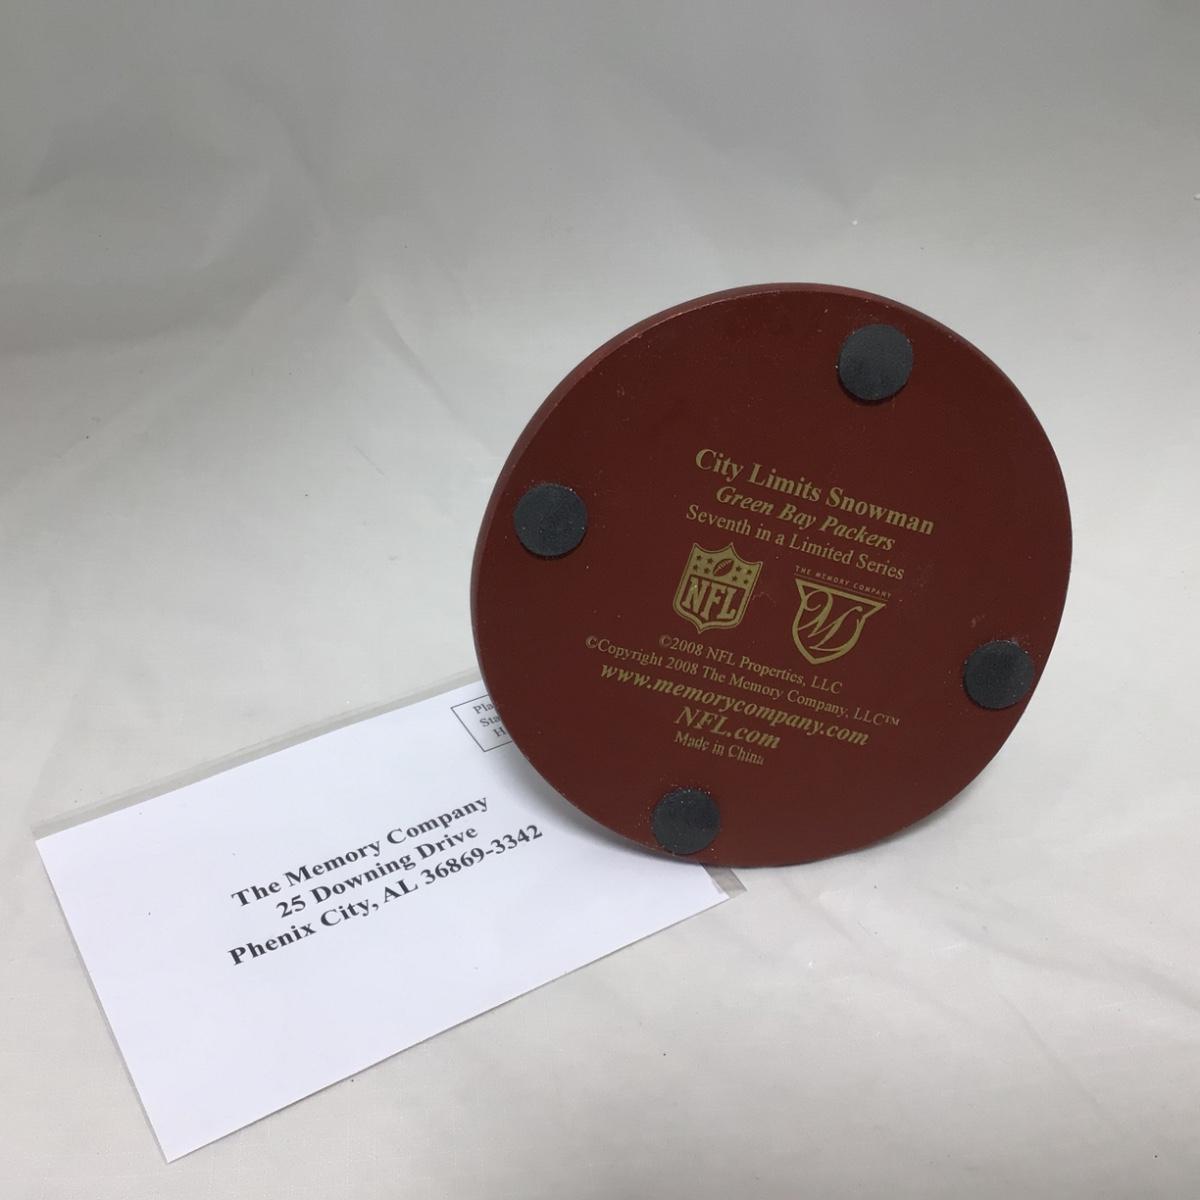 City Limits Snowman
Green Bay Packers
Seventh in a Limited Series
NFL
THE MEMORY COMPANY
M
©2008 NFL Properties, LLC
©Copyright 2008 The Memory Company, LLC™
www.memorycompany.com
NFL.com
Made in China
The Memory Company
25 Downing Drive
Phenix City, AL 36869-3342